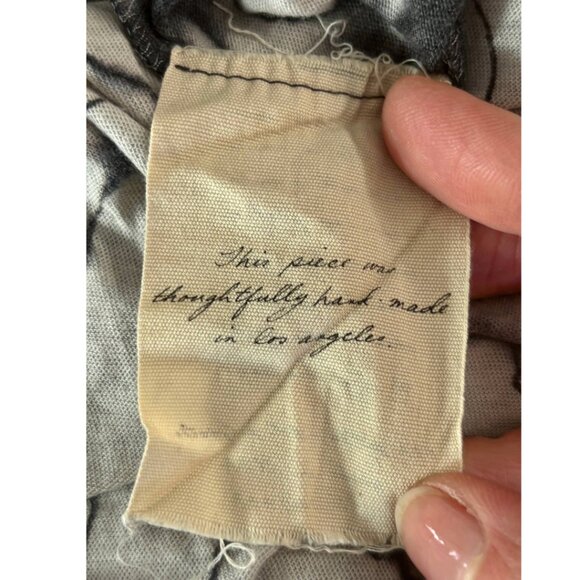 This piece was
thoughtfully hand-made
in los angeles.